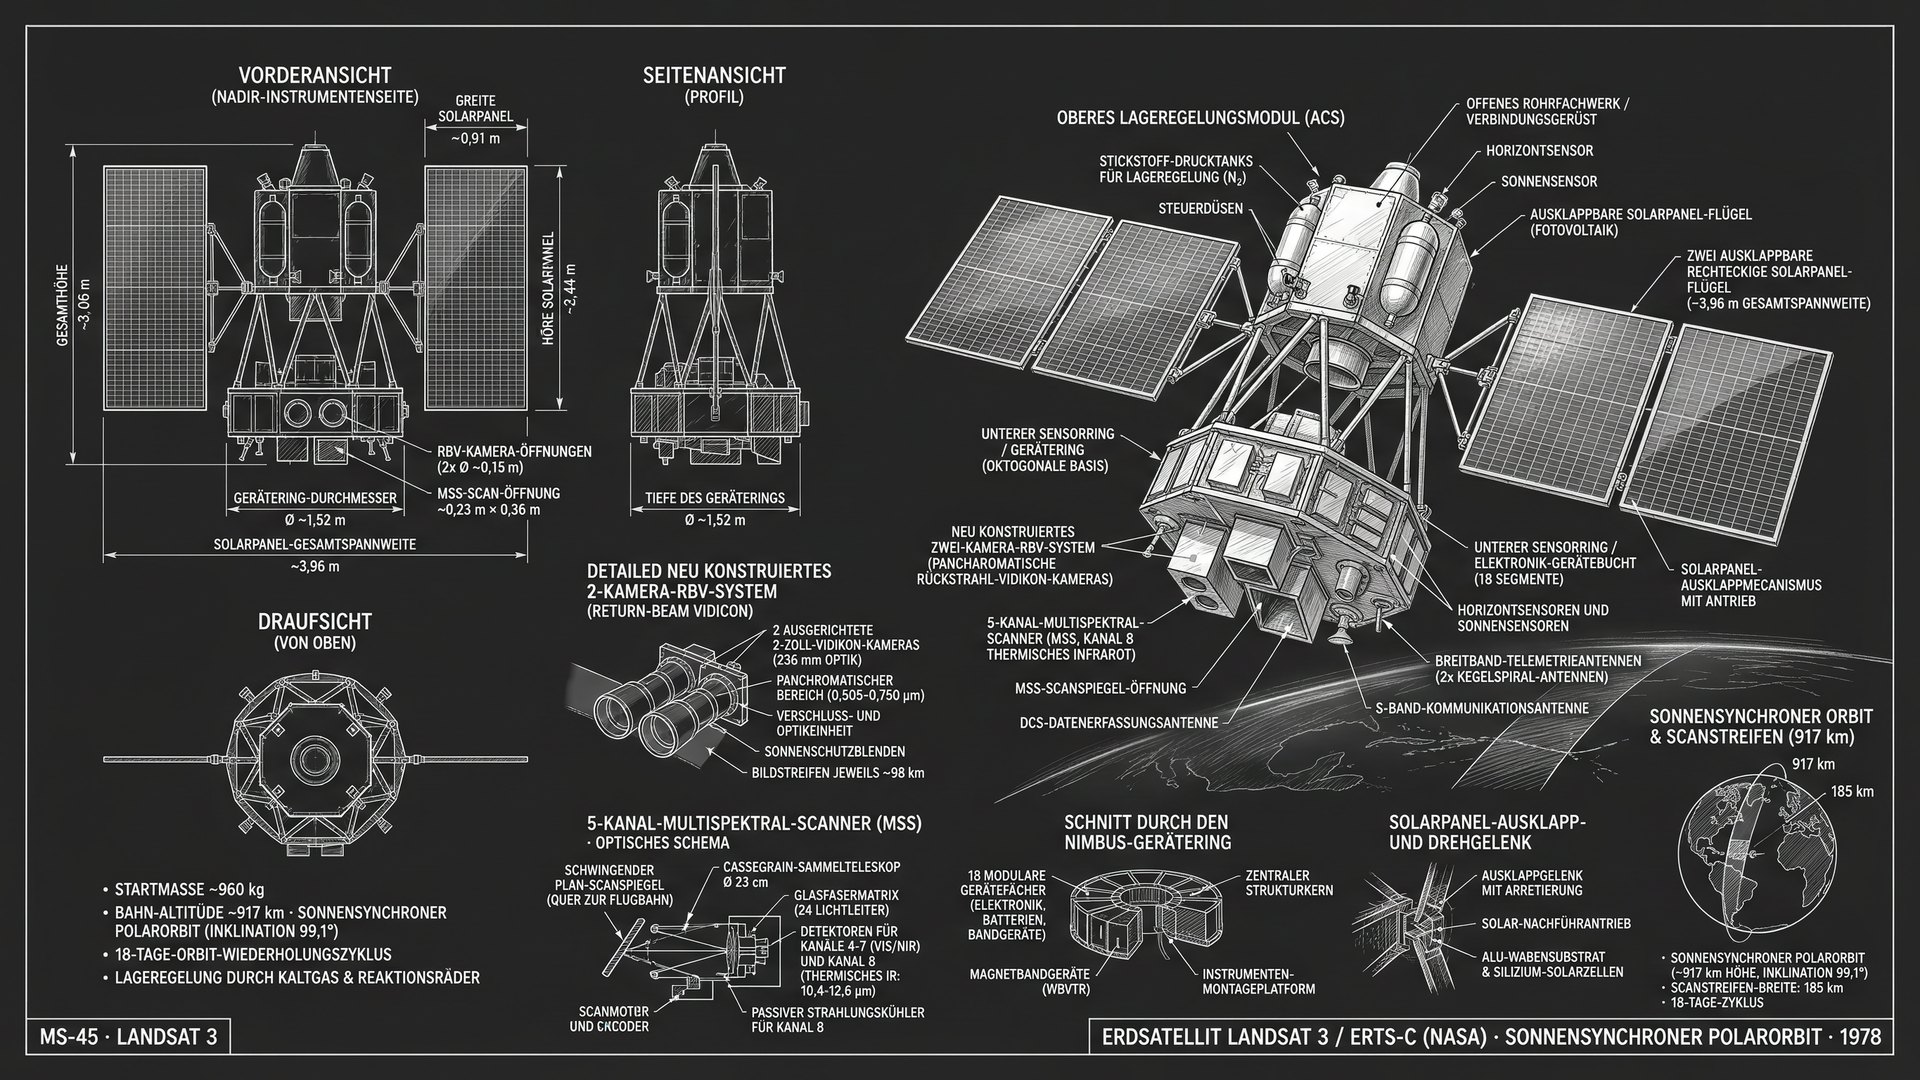 VORDERANSICHT
(NADIR-INSTRUMENTENSEITE)
GREITE
SOLARPANEL
~0,91 m
GESAMTHÖHE
~3,06 m
HÖRE
~2,44 m
RBV-KAMERA-ÖFFNUNGEN
(2x Ø ~0,15 m)
MSS-SCAN-ÖFFNUNG
~0,23 m × 0,36 m
GERÄTERING-DURCHMESSER
Ø ~1,52 m
SOLARPANEL-GESAMTSPANNWEITE
~3,96 m
SEITENANSICHT
(PROFIL)
TIEFE DES GERÄTERINGS
Ø ~1,52 m
DRAUFSICHT
(VON OBEN)
• STARTMASSE ~960 kg
• BAHN-ALTITÜDE ~917 km · SONNENSYNCHRONER
POLARORBIT (INKLINATION 99,1°)
• 18-TAGE-ORBIT-WIEDERHOLUNGSZYKLUS
• LAGEREGELUNG DURCH KALTGAS & REAKTIONSRÄDER
DETAILED NEU KONSTRUIERTES
2-KAMERA-RBV-SYSTEM
(RETURN-BEAM VIDICON)
2 AUSGERICHTETE
2-ZOLL-VIDIKON-KAMERAS
(236 mm OPTIK)
PANCHROMATISCHER
BEREICH (0,505-0,750 µm)
VERSCHLUSS- UND
OPTIKEINHEIT
SONNENSCHUTZBLENDEN
BILDSTREIFEN JEWEILS ~98 km
5-KANAL-MULTISPEKTRAL-SCANNER (MSS)
· OPTISCHES SCHEMA
SCHWINGENDER
PLAN-SCANSPIEGEL
(QUER ZUR FLUGBAHN)
CASSEGRAIN-SAMMELTELESKOP
Ø 23 cm
GLASFASERMATRIX
(24 LICHTLEITER)
DETEKTOREN FÜR
KANÄLE 4-7 (VIS/NIR)
UND KANAL 8
(THERMISCHES IR:
10,4-12,6 µm)
SCANMOTOR
UND
PASSIVER STRAHLUNGSKÜHLER
FÜR KANAL 8
OBERES LAGEREGELUNGSMODUL (ACS)
STICKSTOFF-DRUCKTANKS
FÜR LAGEREGELUNG (N₂)
STEUERDÜSEN
OFFENES ROHRFACHWERK /
VERBINDUNGSGERÜST
HORIZONTSENSOR
SONNENSENSOR
AUSKLAPPBARE SOLARPANEL-FLÜGEL
(FOTOVOLTAIK)
ZWEI AUSKLAPPBARE
RECHTECKIGE SOLARPANEL-
FLÜGEL
(~3,96 m GESAMTSPANNWEITE)
UNTERER SENSORRING
/ GERÄTERING
(OKTOGONALE BASIS)
NEU KONSTRUIERTES
ZWEI-KAMERA-RBV-SYSTEM
(PANCHAROMATISCHE
RÜCKSTRAHL-VIDIKON-KAMERAS)
5-KANAL-MULTISPEKTRAL-
SCANNER (MSS, KANAL 8
THERMISCHES INFRAROT)
MSS-SCANSPIEGEL-ÖFFNUNG
DCS-DATENERFASSUNGSANTENNE
UNTERER SENSORRING /
ELEKTRONIK-GERÄTEBUCHT
(18 SEGMENTE)
HORIZONTSENSOREN UND
SONNENSENSOREN
BREITBAND-TELEMETRIEANTENNEN
(2x KEGELSPIRAL-ANTENNEN)
S-BAND-KOMMUNIKATIONSANTENNE
SOLARPANEL-
AUSKLAPPMECANISMUS
MIT ANTRIEB
SONNENSYNCHRONER ORBIT
& SCANSTREIFEN (917 km)
917 km
185 km
• SONNENSYNCHRONER POLARORBIT
(~917 km HÖHE, INKLINATION 99,1°)
• SCANSTREIFEN-BREITE: 185 km
• 18-TAGE-ZYKLUS
SCHNITT DURCH DEN
NIMBUS-GERÄTERING
18 MODULARE
GERÄTEFÄCHER
(ELEKTRONIK,
BATTERIEN,
BANDGERÄTE)
ZENTRALER
STRUKTURKERN
MAGNETBANDGERÄTE
(WBVTR)
INSTRUMENTEN-
MONTAGEPLATFORM
SOLARPANEL-AUSKLAPP-
UND DREHGELENK
AUSKLAPPGELENK
MIT ARRETIERUNG
SOLAR-NACHFÜHRANTRIEB
ALU-WABENSUBSTRAT
& SILIZIUM-SOLARZELLEN
MS-45 · LANDSAT 3
ERDSATELLIT LANDSAT 3 / ERTS-C (NASA) · SONNENSYNCHRONER POLARORBIT · 1978